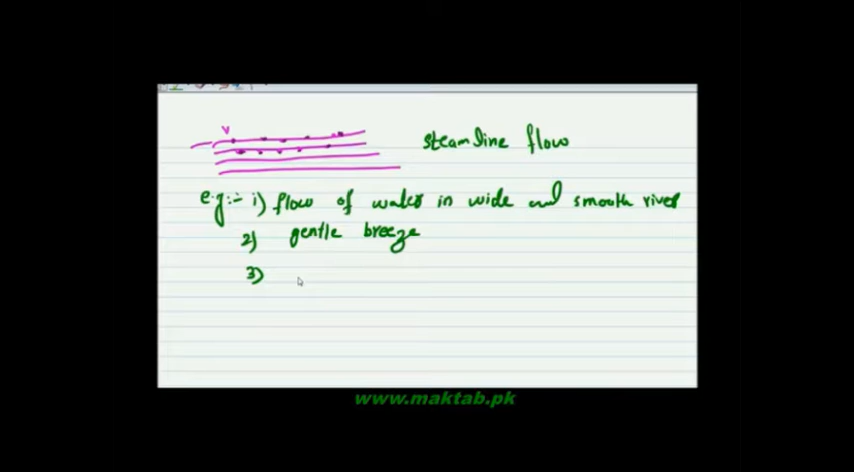 v
steamline flow
e.g:- i) flow of water in wide and smooth river
2) gentle breeze
3)
www.maktab.pk